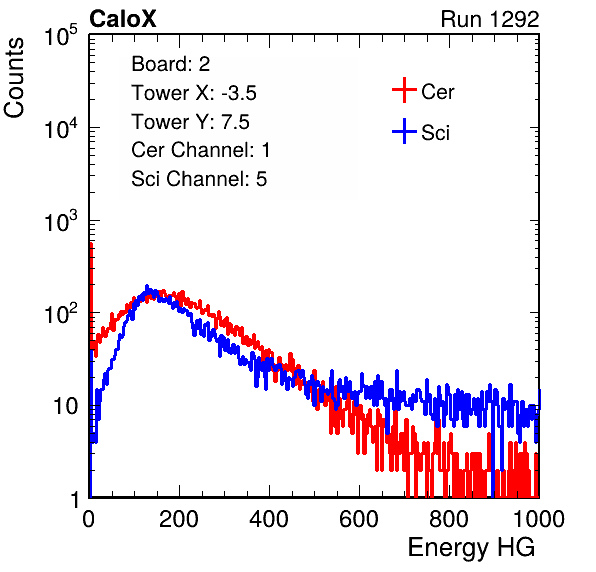 CaloX Run 1292
Counts
10^5
10^4
10^3
10^2
10
1
Board: 2
Tower X: -3.5
Tower Y: 7.5
Cer Channel: 1
Sci Channel: 5
Cer
Sci
0 200 400 600 800 1000
Energy HG